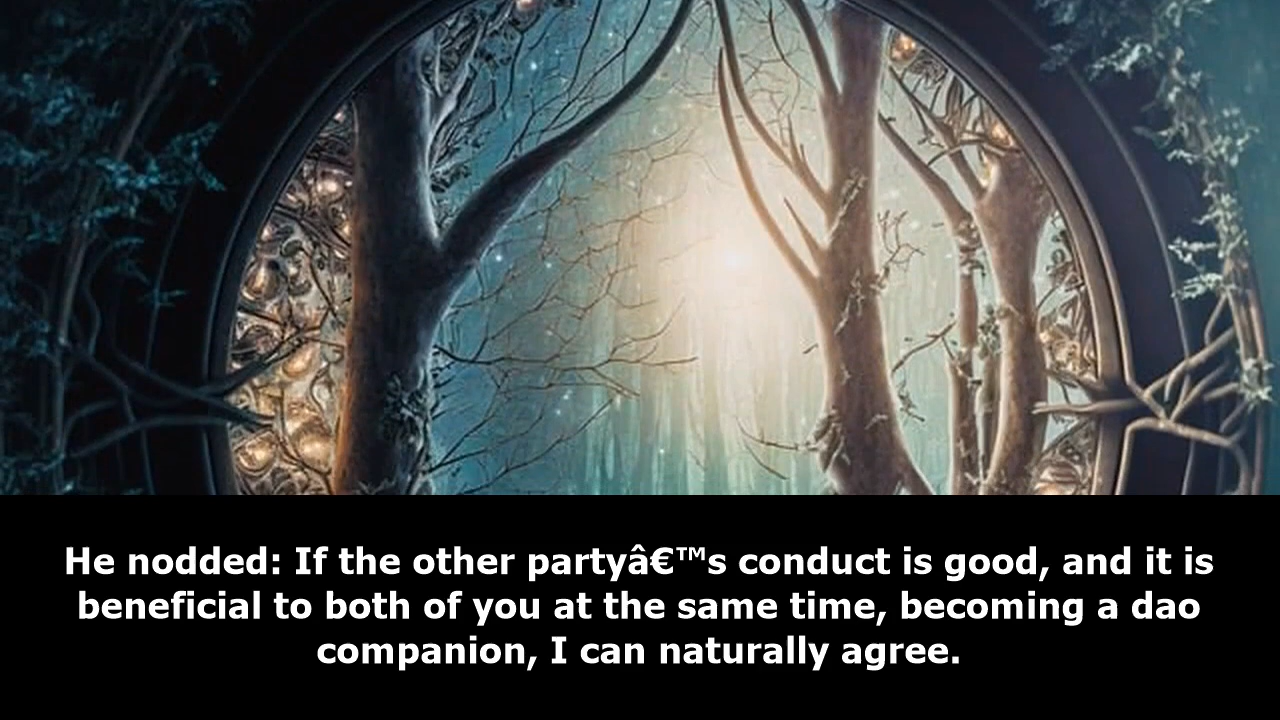 He nodded: If the other partyâ€™s conduct is good, and it is
beneficial to both of you at the same time, becoming a dao
companion, I can naturally agree.